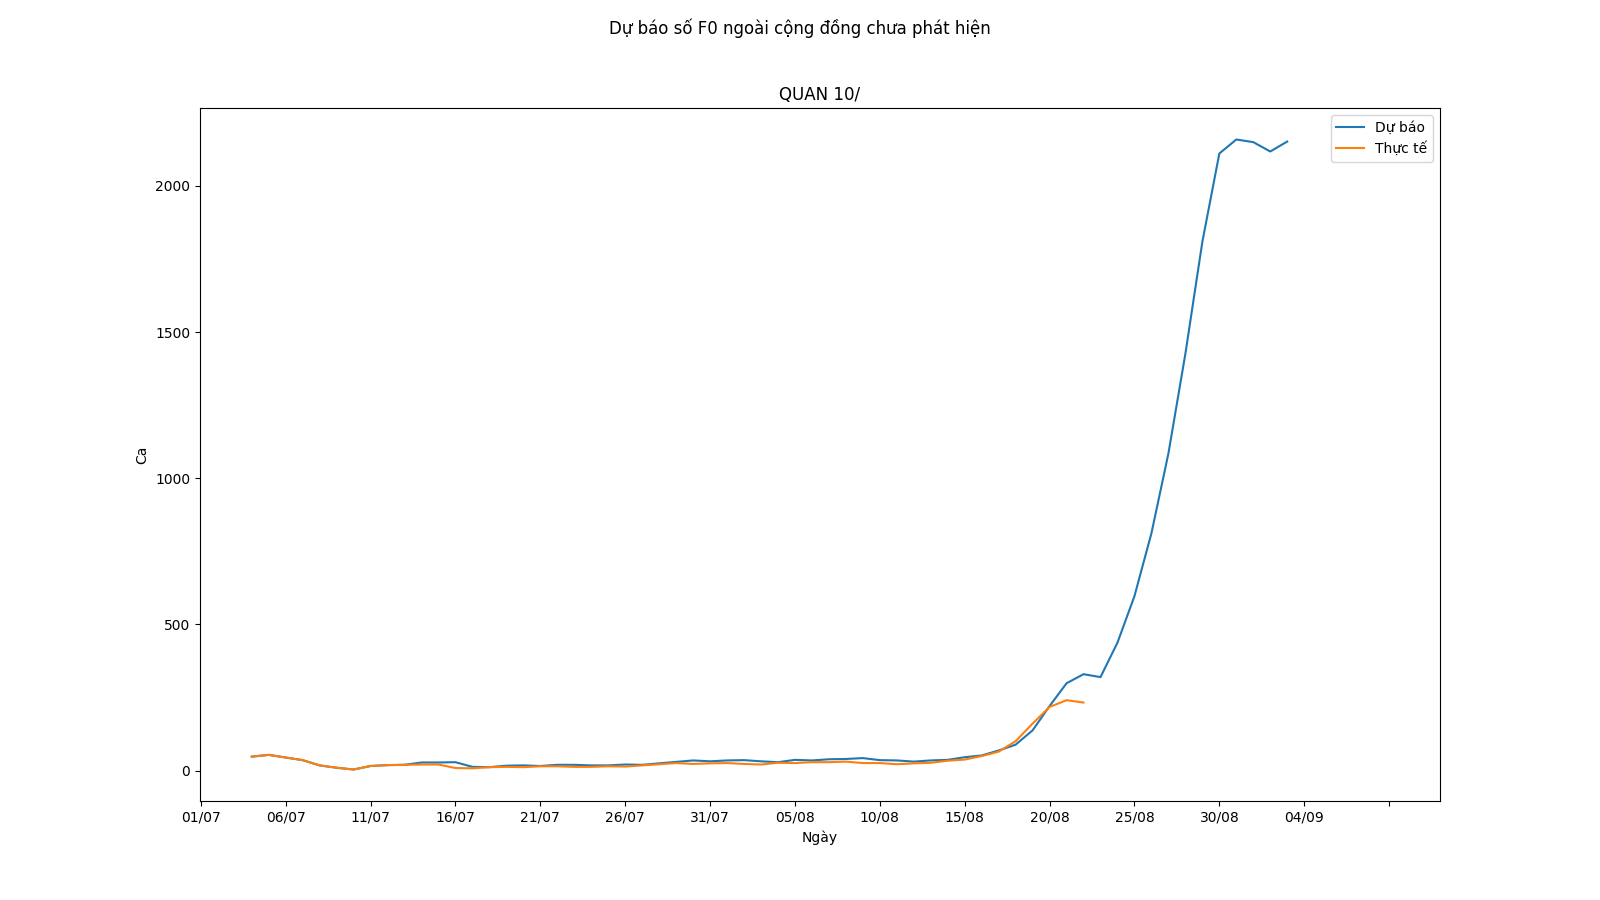 Dự báo số F0 ngoài cộng đồng chưa phát hiện
QUAN 10/
Dự báo
Thực tế
2000
1500
1000
500
0
Ca
01/07 06/07 11/07 16/07 21/07 26/07 31/07 05/08 10/08 15/08 20/08 25/08 30/08 04/09
Ngày